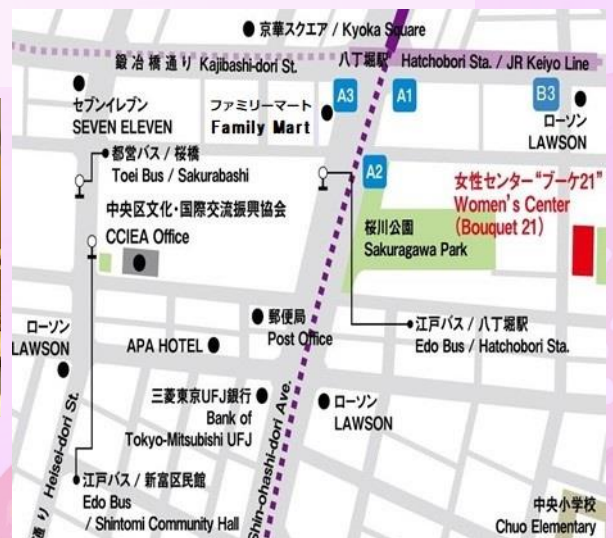 京華スクエア / Kyoka Square
鍛冶橋通り Kajibashi-dori St.
八丁堀駅 Hatchobori Sta. / JR Keiyo Line
セブンイレブン
SEVEN ELEVEN
ファミリーマート
Family Mart
A3
A1
B3
ローソン
LAWSON
都営バス / 桜橋
Toei Bus / Sakurabashi
A2
女性センター“ブーケ21”
Women's Center
(Bouquet 21)
中央区文化・国際交流振興協会
CCIEA Office
桜川公園
Sakuragawa Park
郵便局
Post Office
江戸バス / 八丁堀駅
Edo Bus / Hatchobori Sta.
ローソン
LAWSON
APA HOTEL
三菱東京UFJ銀行
Bank of
Tokyo-Mitsubishi UFJ
ローソン
LAWSON
Shin-ohashi-dori Ave.
通り Heisei-dori St.
江戸バス / 新富区民館
Edo Bus
/ Shintomi Community Hall
中央小学校
Chuo Elementary